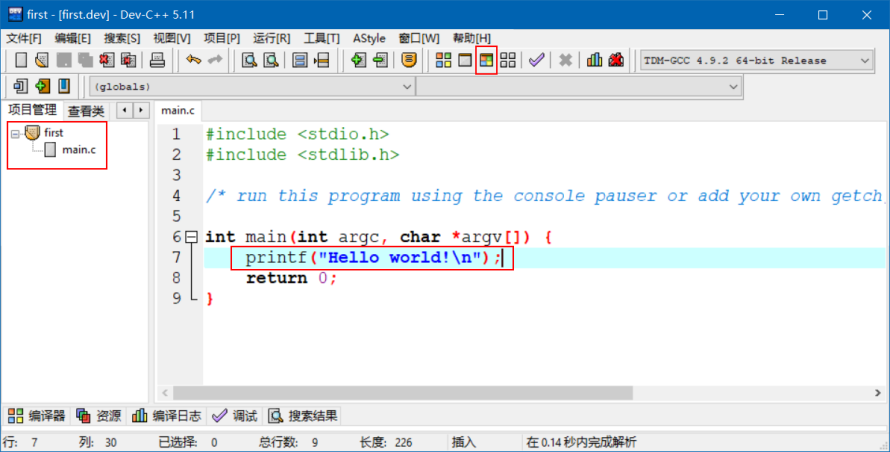 first - [first.dev] - Dev-C++ 5.11
文件[F] 编辑[E] 搜索[S] 视图[V] 项目[P] 运行[R] 工具[T] AStyle 窗口[W] 帮助[H]
TDM-GCC 4.9.2 64-bit Release
(globals)
项目管理 查看类
first
main.c
main.c
1 #include <stdio.h>
2 #include <stdlib.h>
3
4 /* run this program using the console pauser or add your own getch,
5
6 int main(int argc, char *argv[]) {
7 printf("Hello world!\n");
8 return 0;
9 }
编译器 资源 编译日志 调试 搜索结果
行: 7 列: 30 已选择: 0 总行数: 9 长度: 226 插入 在 0.14 秒内完成解析